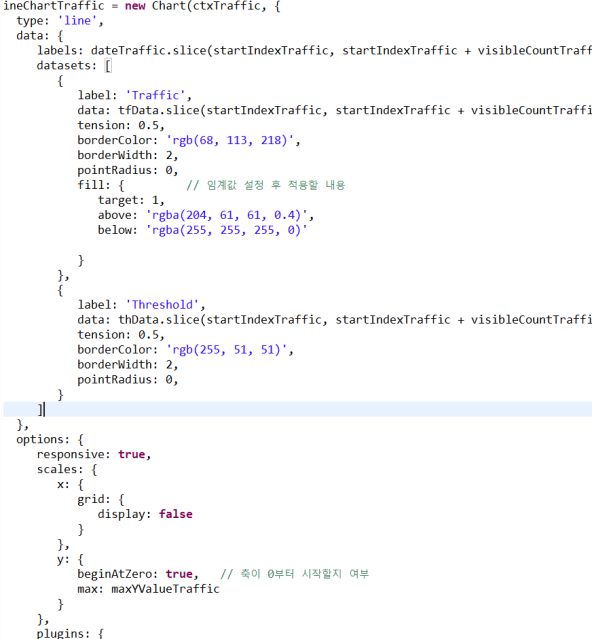 ineChartTraffic = new Chart(ctxTraffic, {
type: 'line',
data: {
labels: dateTraffic.slice(startIndexTraffic, startIndexTraffic + visibleCountTraff
datasets: [
{
label: 'Traffic',
data: tfData.slice(startIndexTraffic, startIndexTraffic + visibleCountTraffi
tension: 0.5,
borderColor: 'rgb(68, 113, 218)',
borderWidth: 2,
pointRadius: 0,
fill: { // 임계값 설정 후 적용할 내용
target: 1,
above: 'rgba(204, 61, 61, 0.4)',
below: 'rgba(255, 255, 255, 0)'
}
},
{
label: 'Threshold',
data: thData.slice(startIndexTraffic, startIndexTraffic + visibleCountTraffi
tension: 0.5,
borderColor: 'rgb(255, 51, 51)',
borderWidth: 2,
pointRadius: 0,
}
]
},
options: {
responsive: true,
scales: {
x: {
grid: {
display: false
}
},
y: {
beginAtZero: true, // 축이 0부터 시작할지 여부
max: maxYValueTraffic
}
},
plugins: {